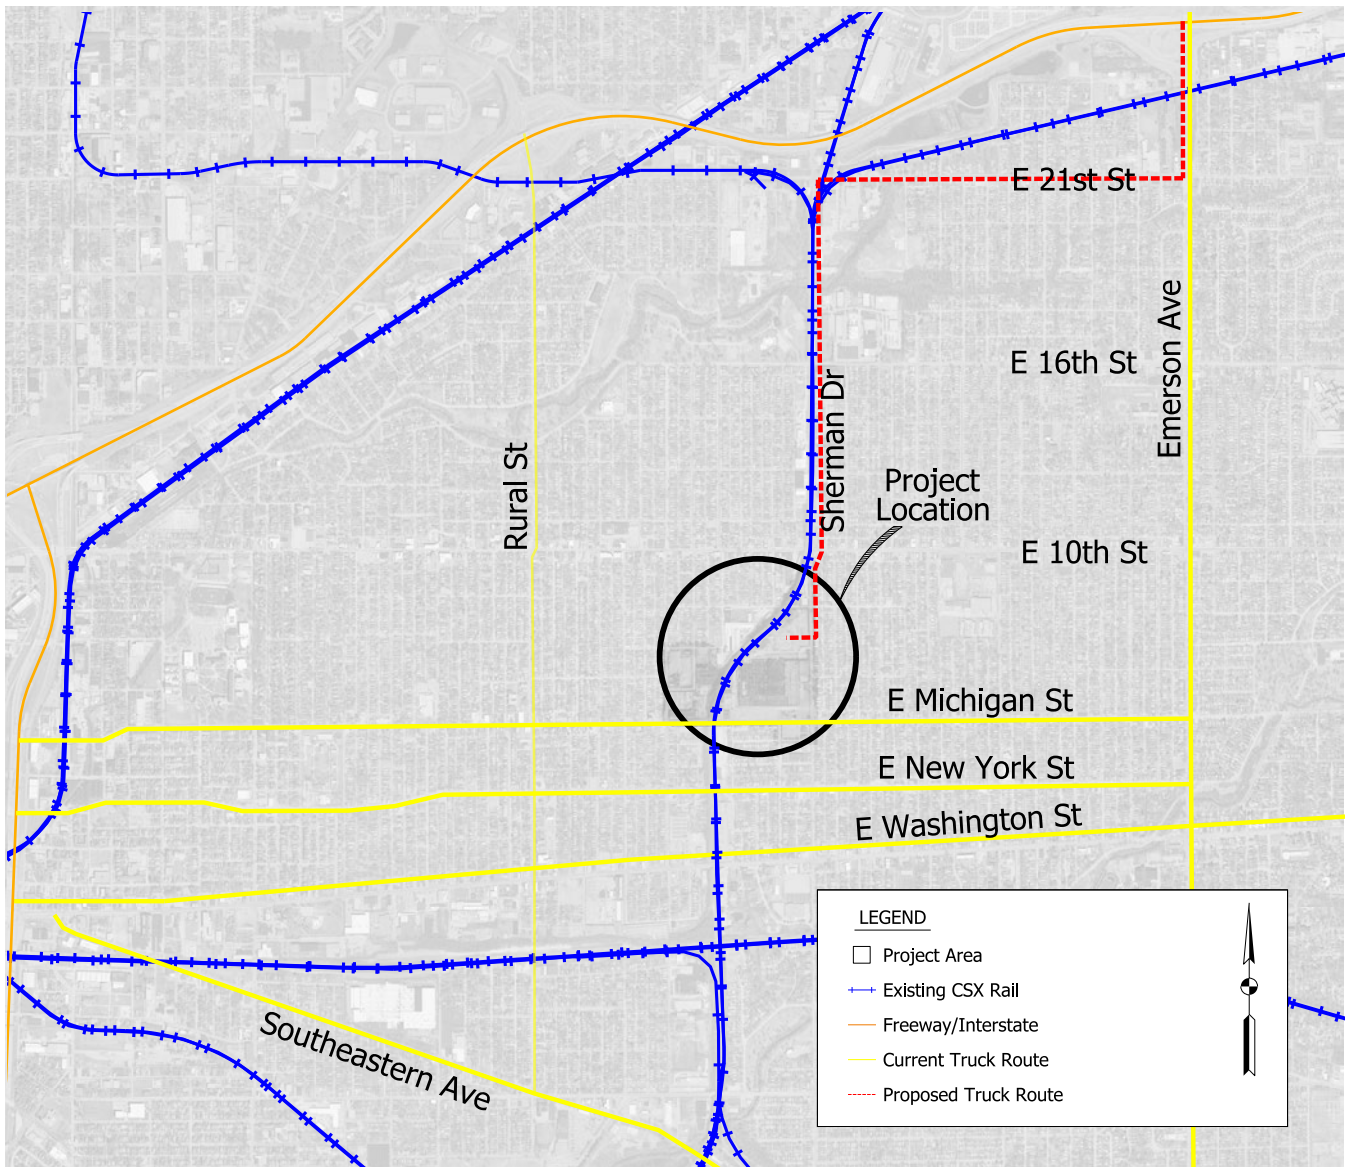 E 21st St
Emerson Ave
E 16th St
Sherman Dr
Rural St
Project
Location
E 10th St
E Michigan St
E New York St
E Washington St
Southeastern Ave
LEGEND
Project Area
Existing CSX Rail
Freeway/Interstate
Current Truck Route
Proposed Truck Route